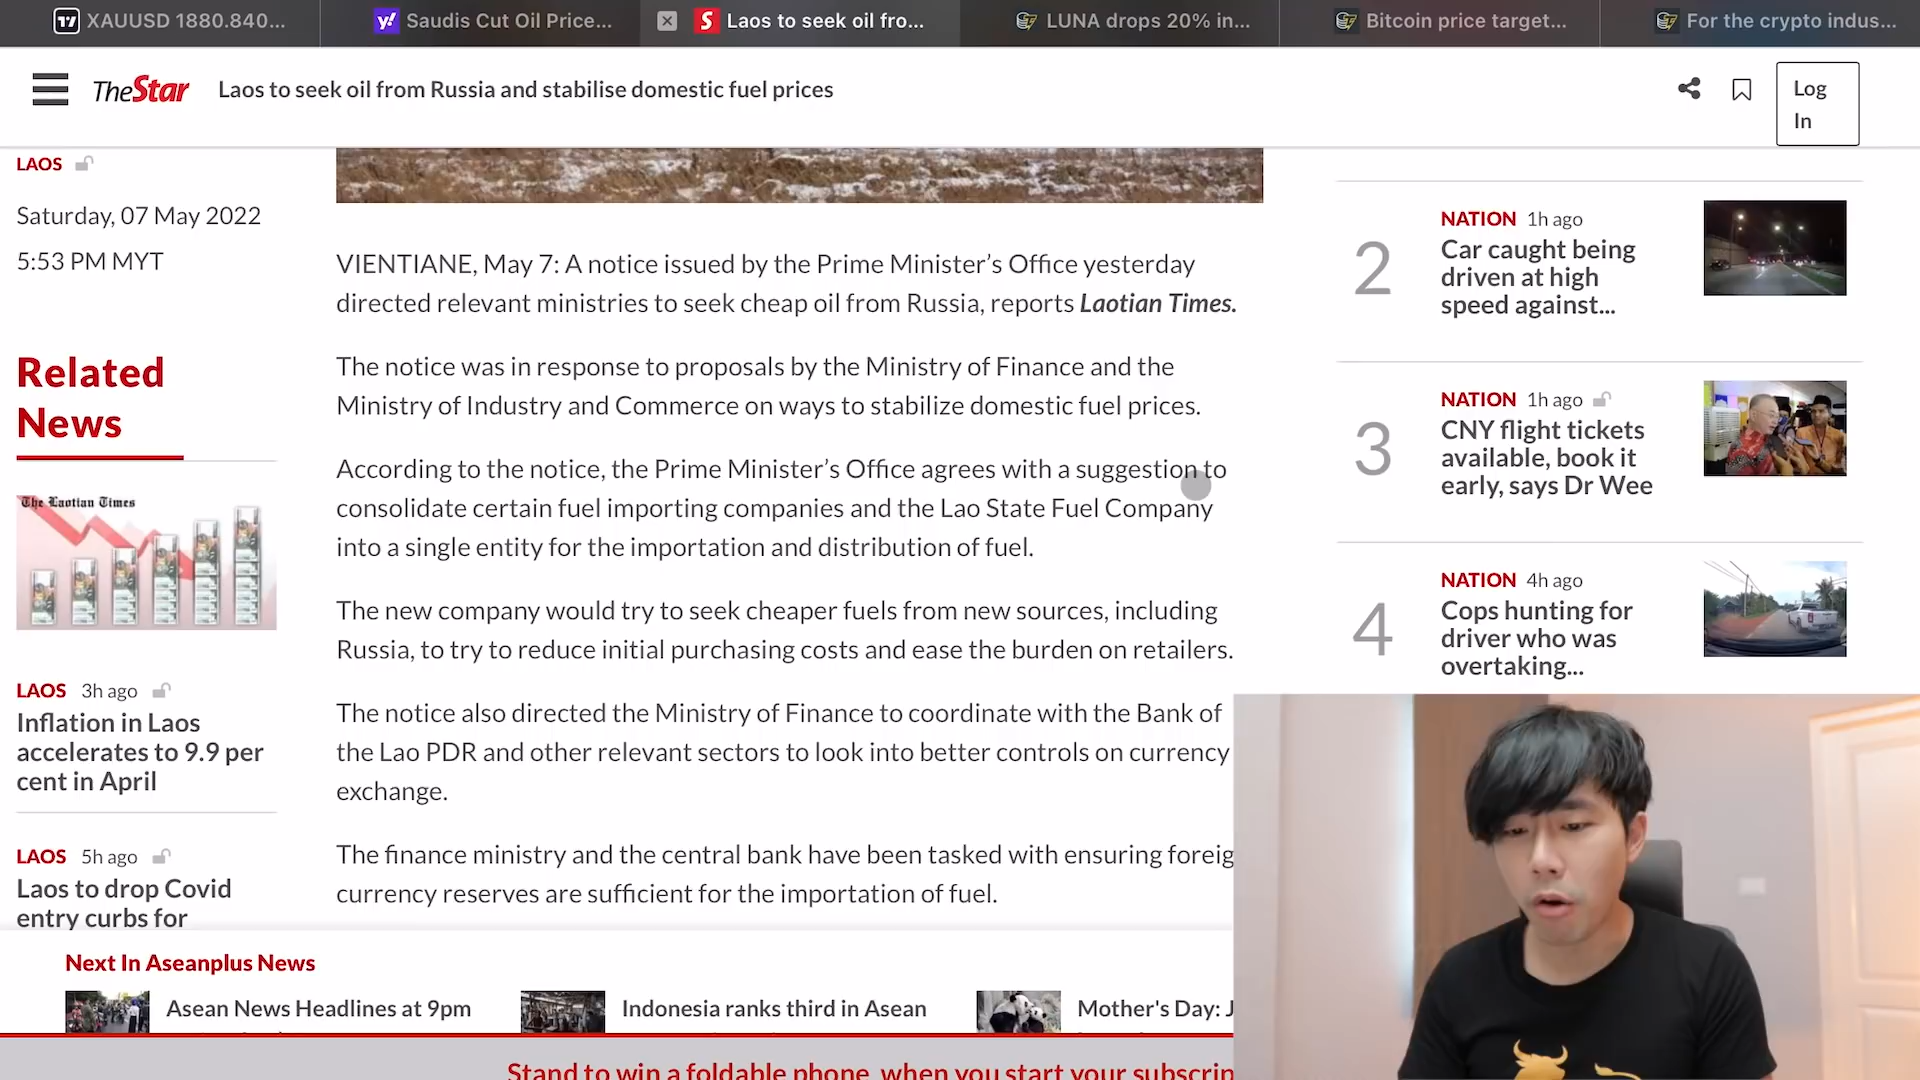 XAUUSD 1880.840...
Saudis Cut Oil Price...
Laos to seek oil fro...
LUNA drops 20% in...
Bitcoin price target...
For the crypto indus...
TheStar
Laos to seek oil from Russia and stabilise domestic fuel prices
Log
In
LAOS
Saturday, 07 May 2022
5:53 PM MYT
Related
News
The Laotian Times
LAOS 3h ago
Inflation in Laos
accelerates to 9.9 per
cent in April
LAOS 5h ago
Laos to drop Covid
entry curbs for
VIENTIANE, May 7: A notice issued by the Prime Minister’s Office yesterday
directed relevant ministries to seek cheap oil from Russia, reports Laotian Times.
The notice was in response to proposals by the Ministry of Finance and the
Ministry of Industry and Commerce on ways to stabilize domestic fuel prices.
According to the notice, the Prime Minister’s Office agrees with a suggestion to
consolidate certain fuel importing companies and the Lao State Fuel Company
into a single entity for the importation and distribution of fuel.
The new company would try to seek cheaper fuels from new sources, including
Russia, to try to reduce initial purchasing costs and ease the burden on retailers.
The notice also directed the Ministry of Finance to coordinate with the Bank of
the Lao PDR and other relevant sectors to look into better controls on currency
exchange.
The finance ministry and the central bank have been tasked with ensuring foreig
currency reserves are sufficient for the importation of fuel.
2
NATION 1h ago
Car caught being
driven at high
speed against...
3
NATION 1h ago
CNY flight tickets
available, book it
early, says Dr Wee
4
NATION 4h ago
Cops hunting for
driver who was
overtaking...
Next In Aseanplus News
Asean News Headlines at 9pm
Indonesia ranks third in Asean
Mother's Day: J
Stand to win a foldable phone, when you start your subscrip